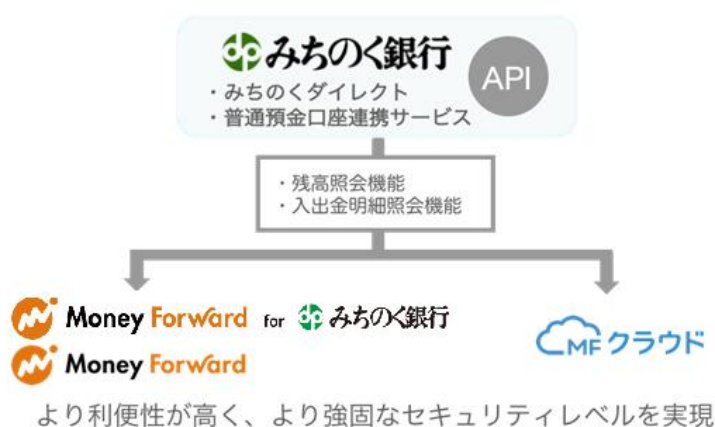 dp みちのく銀行
API
・みちのくダイレクト
・普通預金口座連携サービス
・残高照会機能
・入出金明細照会機能
Money Forward for dp みちのく銀行
Money Forward
MFクラウド
より利便性が高く、より強固なセキュリティレベルを実現